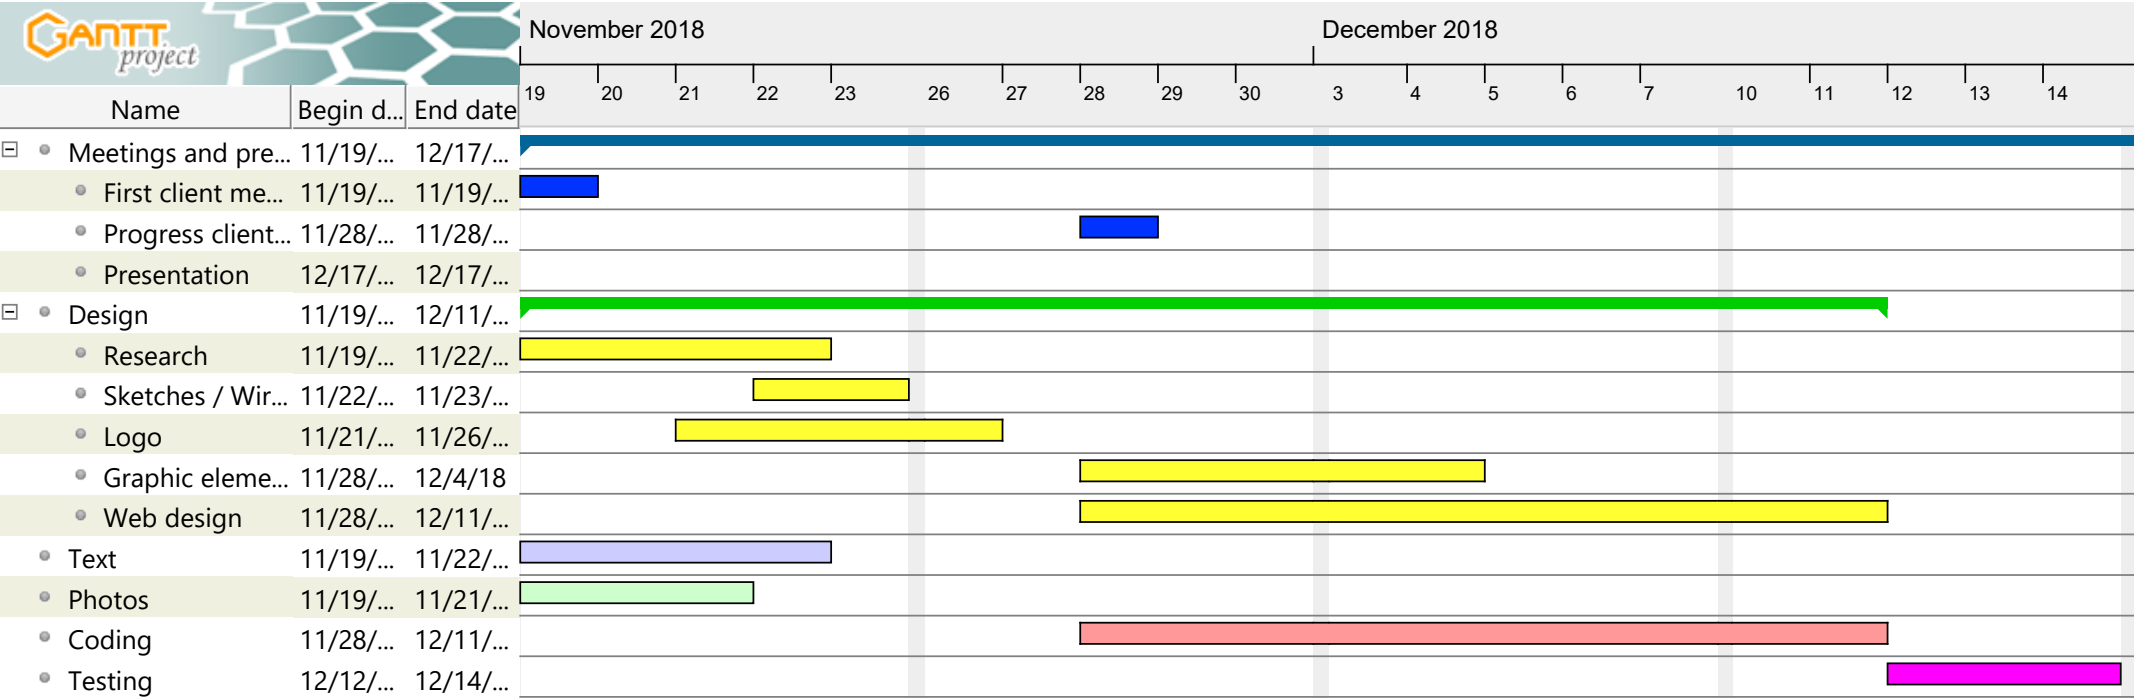 GANTT
project
November 2018
December 2018
19 20 21 22 23 26 27 28 29 30 3 4 5 6 7 10 11 12 13 14
Name Begin d... End date
Meetings and pre... 11/19/... 12/17/...
First client me... 11/19/... 11/19/...
Progress client... 11/28/... 11/28/...
Presentation 12/17/... 12/17/...
Design 11/19/... 12/11/...
Research 11/19/... 11/22/...
Sketches / Wir... 11/22/... 11/23/...
Logo 11/21/... 11/26/...
Graphic eleme... 11/28/... 12/4/18
Web design 11/28/... 12/11/...
Text 11/19/... 11/22/...
Photos 11/19/... 11/21/...
Coding 11/28/... 12/11/...
Testing 12/12/... 12/14/...